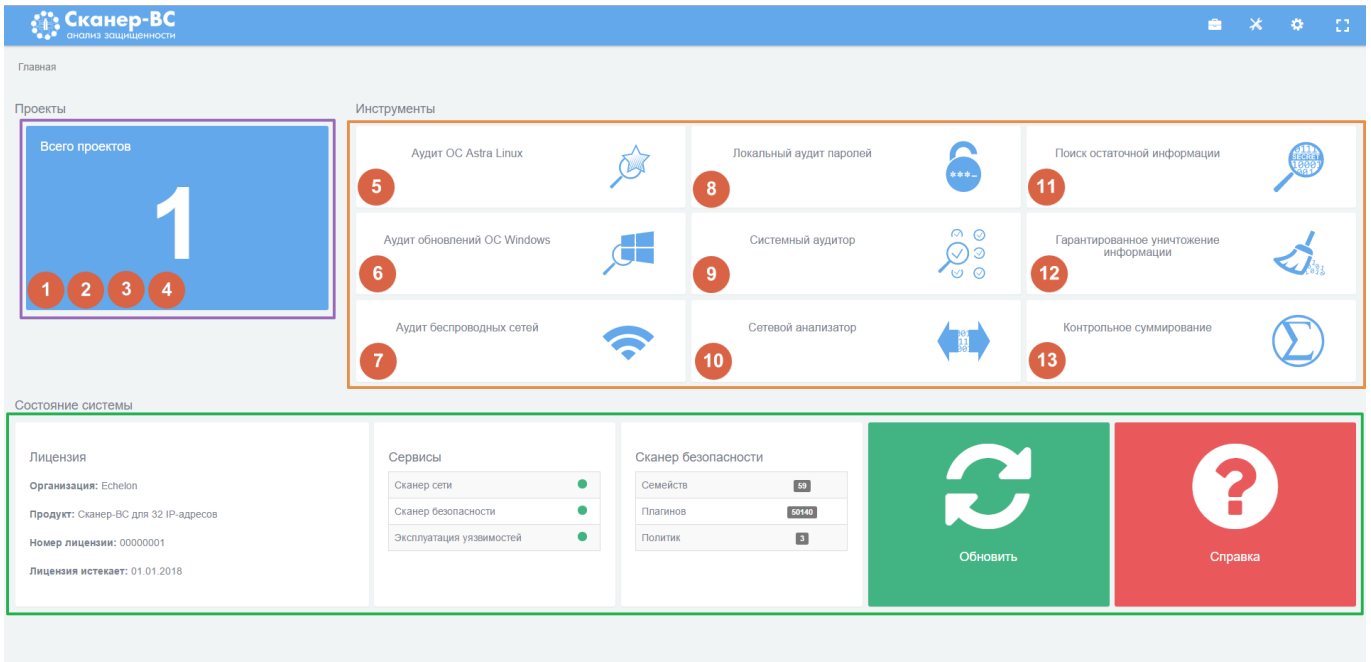 Сканер-ВС
анализ защищенности
Главная
Проекты
Всего проектов
1
1 2 3 4
Инструменты
Аудит ОС Astra Linux
5
Локальный аудит паролей
***_
8
Поиск остаточной информации
SECRET
11
Аудит обновлений ОС Windows
6
Системный аудитор
9
Гарантированное уничтожение
информации
12
Аудит беспроводных сетей
7
Сетевой анализатор
10
Контрольное суммирование
Σ
13
Состояние системы
Лицензия
Организация: Echelon
Продукт: Сканер-ВС для 32 IP-адресов
Номер лицензии: 00000001
Лицензия истекает: 01.01.2018
Сервисы
Сканер сети
Сканер безопасности
Эксплуатация уязвимостей
Сканер безопасности
Семейств 59
Плагинов 50140
Политик 3
Обновить
?
Справка